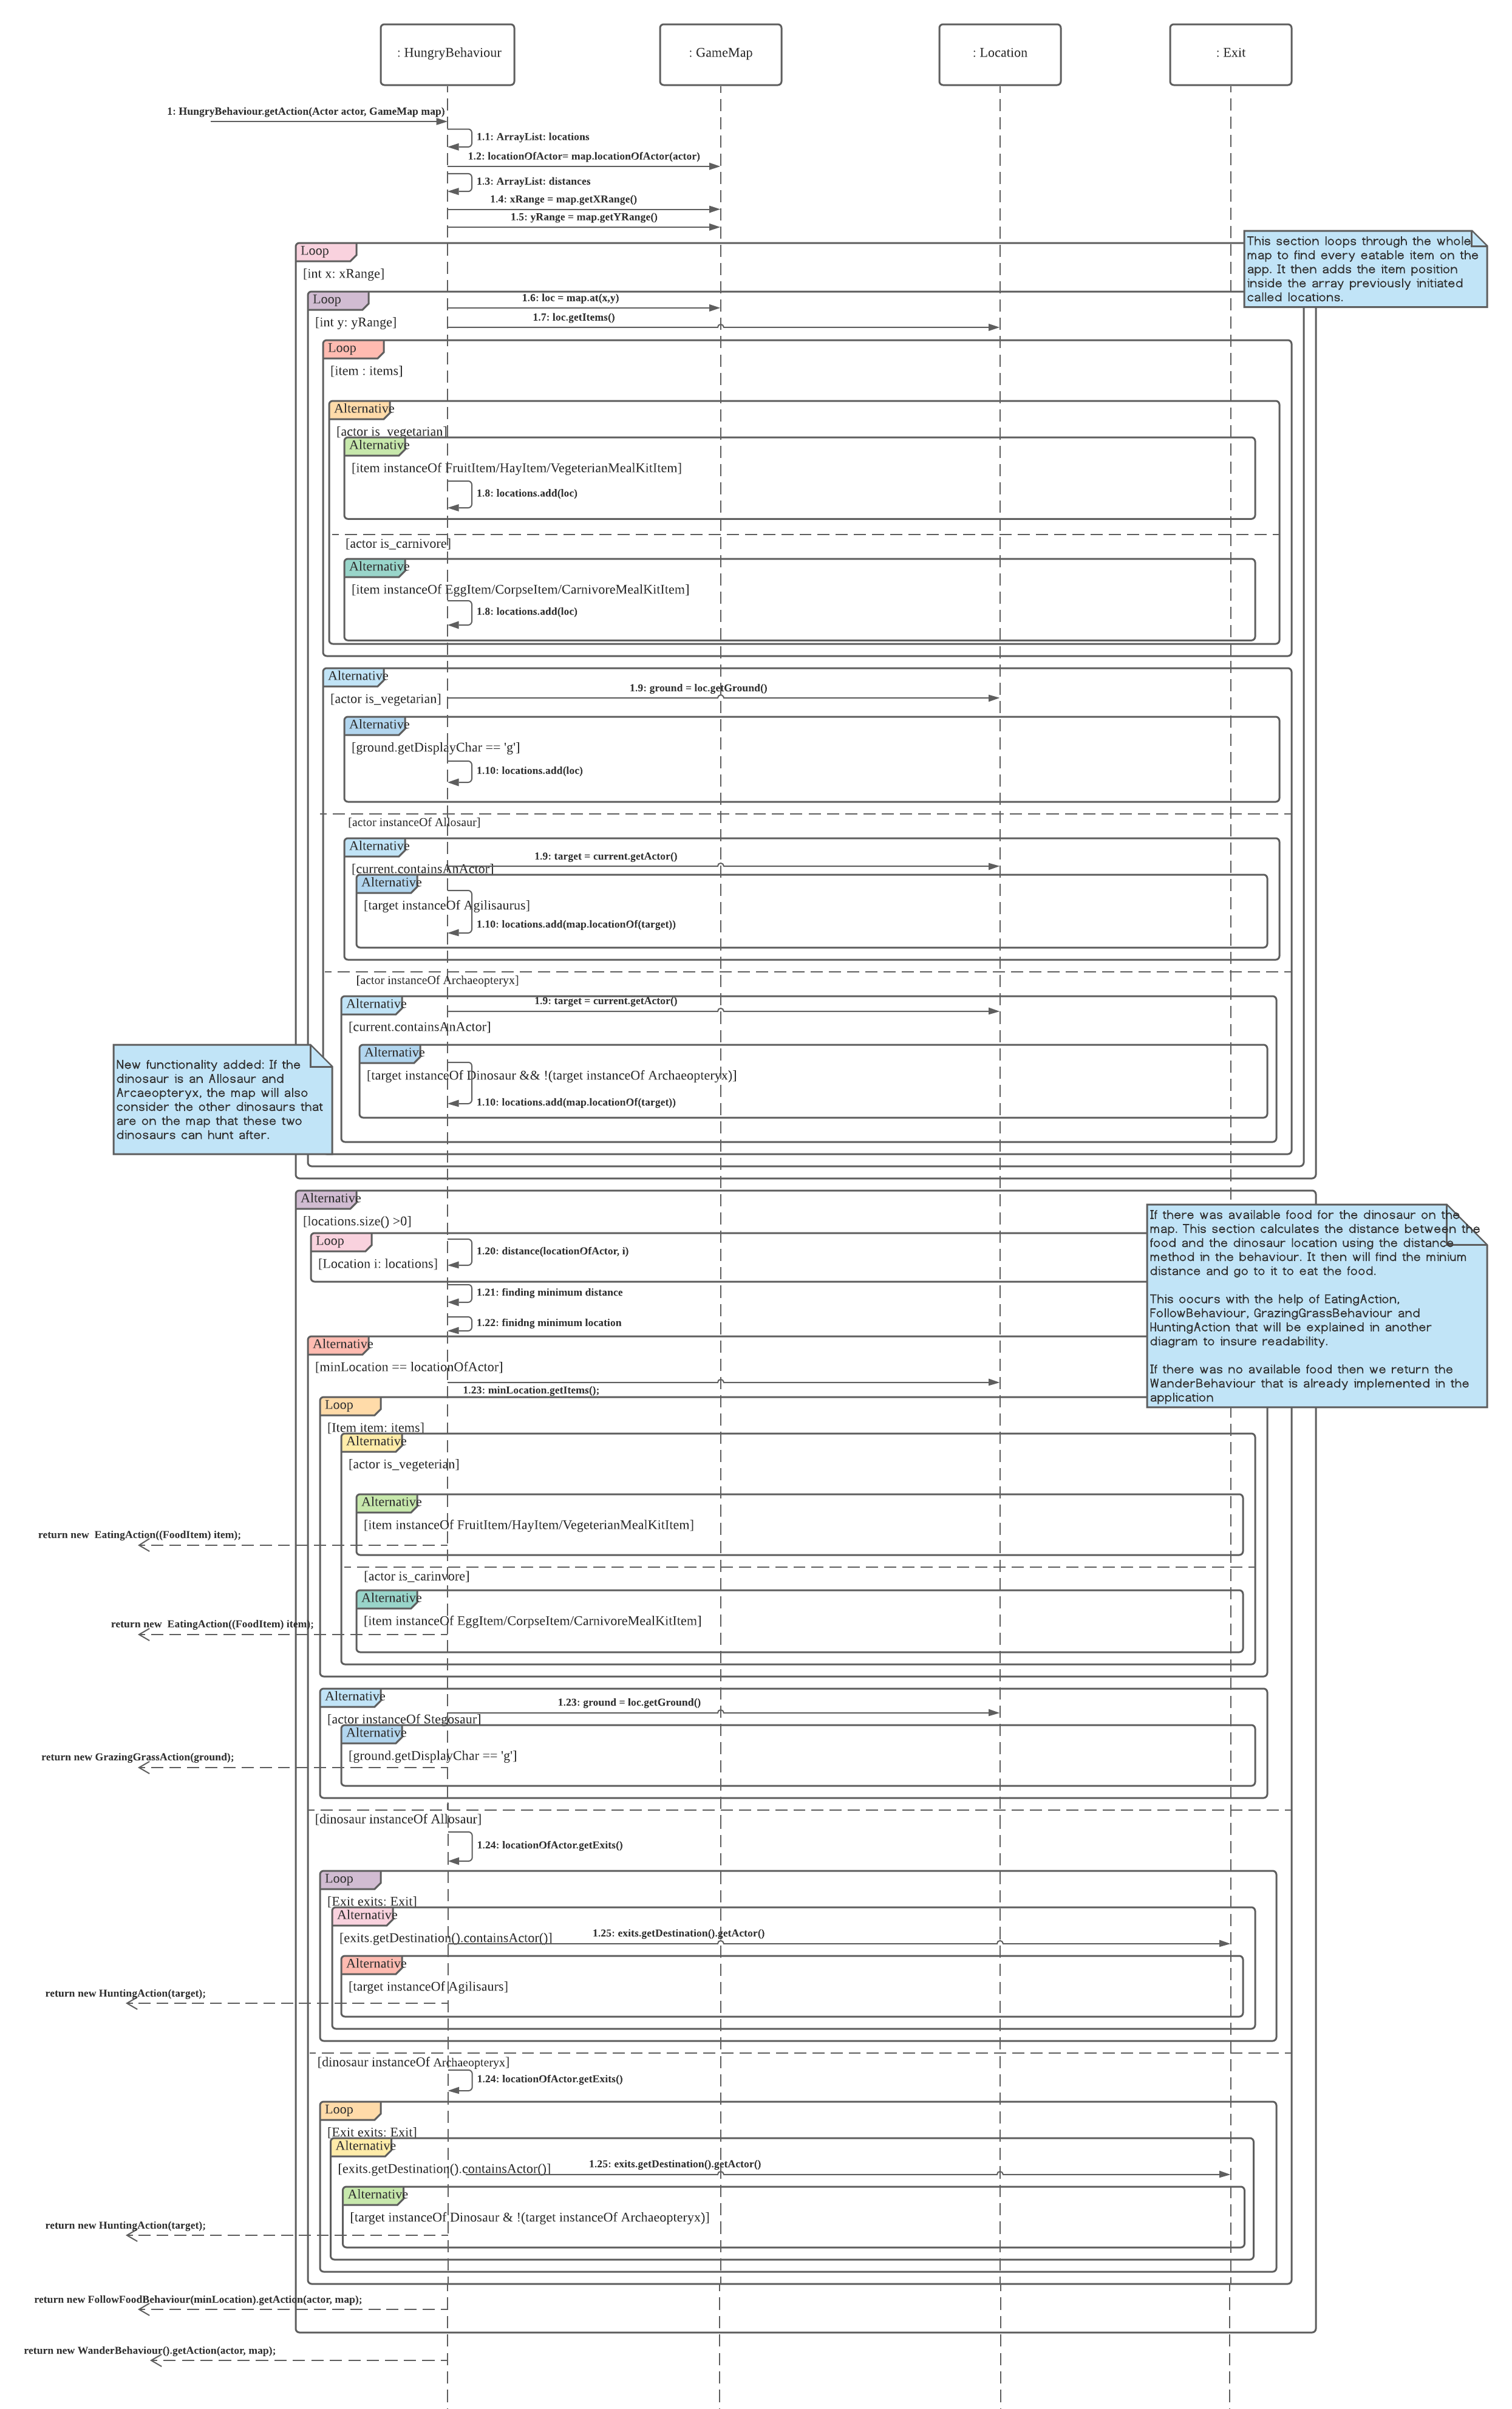 : HungryBehaviour
: GameMap
: Location
: Exit
1: HungryBehaviour.getAction(Actor actor, GameMap map)
1.1: ArrayList: locations
1.2: locationOfActor= map.locationOfActor(actor)
1.3: ArrayList: distances
1.4: xRange = map.getXRange()
1.5: yRange = map.getYRange()
This section loops through the whole
map to find every eatable item on the
app. It then adds the item position
inside the array previously initiated
called locations.
Loop
[int x: xRange]
Loop
1.6: loc = map.at(x,y)
[int y: yRange]
1.7: loc.getItems()
Loop
[item : items]
Alternative
[actor is_vegetarian]
Alternative
[item instanceOf FruitItem/HayItem/VegeterianMealKitItem]
1.8: locations.add(loc)
[actor is_carnivore]
Alternative
[item instanceOf EggItem/CorpseItem/CarnivoreMealKitItem]
1.8: locations.add(loc)
Alternative
1.9: ground = loc.getGround()
[actor is_vegetarian]
Alternative
[ground.getDisplayChar == 'g']
1.10: locations.add(loc)
[actor instanceOf Allosaur]
Alternative
1.9: target = current.getActor()
[current.containsAnActor]
Alternative
[target instanceOf Agilisaurus]
1.10: locations.add(map.locationOf(target))
[actor instanceOf Archaeopteryx]
Alternative
1.9: target = current.getActor()
[current.containsAnActor]
Alternative
[target instanceOf Dinosaur && !(target instanceOf Archaeopteryx)]
1.10: locations.add(map.locationOf(target))
New functionality added: If the
dinosaur is an Allosaur and
Arcaeopteryx, the map will also
consider the other dinosaurs that
are on the map that these two
dinosaurs can hunt after.
Alternative
[locations.size() >0]
Loop
[Location i: locations]
1.20: distance(locationOfActor, i)
1.21: finding minimum distance
1.22: finidng minimum location
If there was available food for the dinosaur on the
map. This section calculates the distance between the
food and the dinosaur location using the distance
method in the behaviour. It then will find the minium
distance and go to it to eat the food.
This oocurs with the help of EatingAction,
FollowBehaviour, GrazingGrassBehaviour and
HuntingAction that will be explained in another
diagram to insure readability.
If there was no available food then we return the
WanderBehaviour that is already implemented in the
application
Alternative
[minLocation == locationOfActor]
1.23: minLocation.getItems();
Loop
[Item item: items]
Alternative
[actor is_vegeterian]
Alternative
[item instanceOf FruitItem/HayItem/VegeterianMealKitItem]
return new  EatingAction((FoodItem) item);
[actor is_carinvore]
Alternative
[item instanceOf EggItem/CorpseItem/CarnivoreMealKitItem]
return new  EatingAction((FoodItem) item);
Alternative
1.23: ground = loc.getGround()
[actor instanceOf Stegosaur]
Alternative
[ground.getDisplayChar == 'g']
return new GrazingGrassAction(ground);
[dinosaur instanceOf Allosaur]
1.24: locationOfActor.getExits()
Loop
[Exit exits: Exit]
Alternative
[exits.getDestination().containsActor()]
1.25: exits.getDestination().getActor()
Alternative
[target instanceOf Agilisaurs]
return new HuntingAction(target);
[dinosaur instanceOf Archaeopteryx]
1.24: locationOfActor.getExits()
Loop
[Exit exits: Exit]
Alternative
[exits.getDestination().containsActor()]
1.25: exits.getDestination().getActor()
Alternative
[target instanceOf Dinosaur & !(target instanceOf Archaeopteryx)]
return new HuntingAction(target);
return new FollowFoodBehaviour(minLocation).getAction(actor, map);
return new WanderBehaviour().getAction(actor, map);